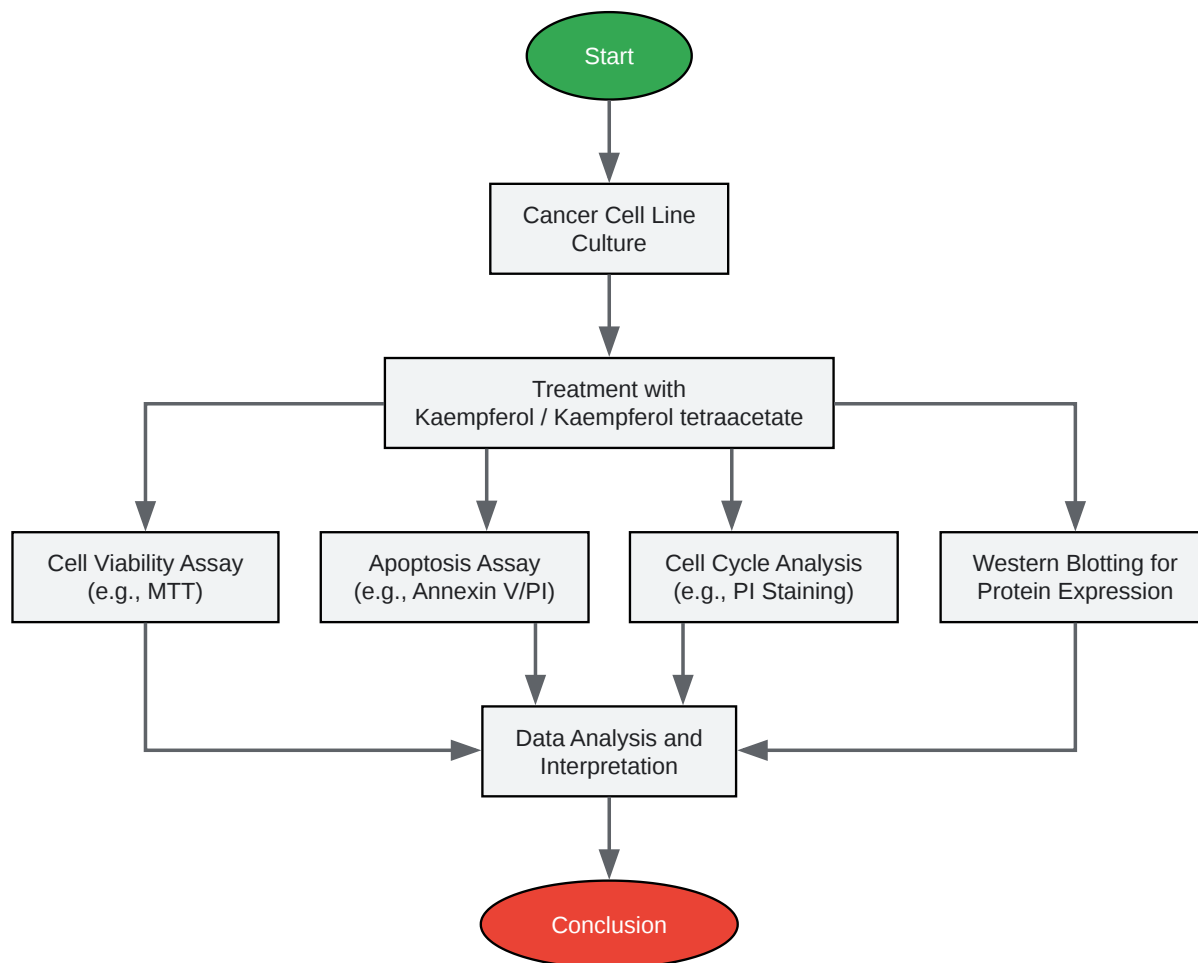 Start
Cancer Cell Line
Culture
Treatment with
Kaempferol / Kaempferol tetraacetate
Cell Viability Assay
(e.g., MTT)
Apoptosis Assay
(e.g., Annexin V/PI)
Cell Cycle Analysis
(e.g., PI Staining)
Western Blotting for
Protein Expression
Data Analysis and
Interpretation
Conclusion